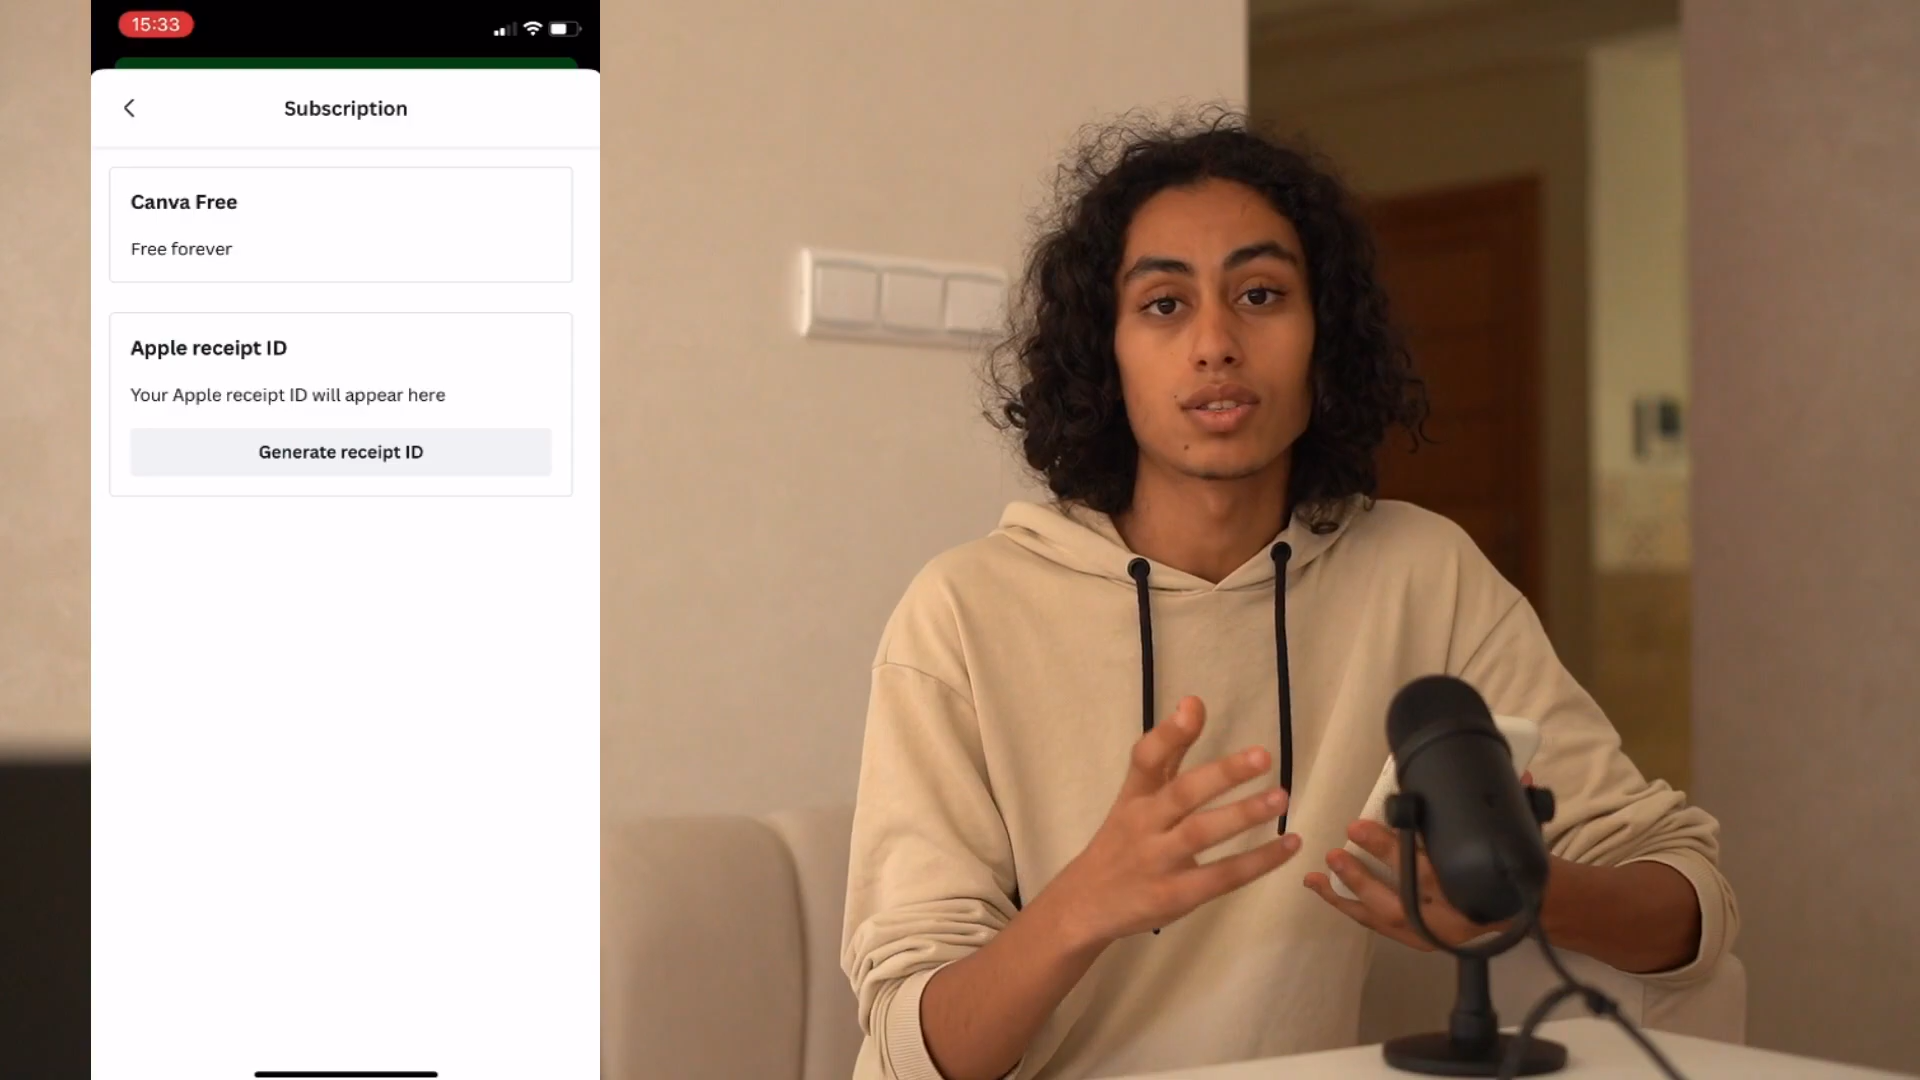 15:33
Subscription
Canva Free
Free forever
Apple receipt ID
Your Apple receipt ID will appear here
Generate receipt ID